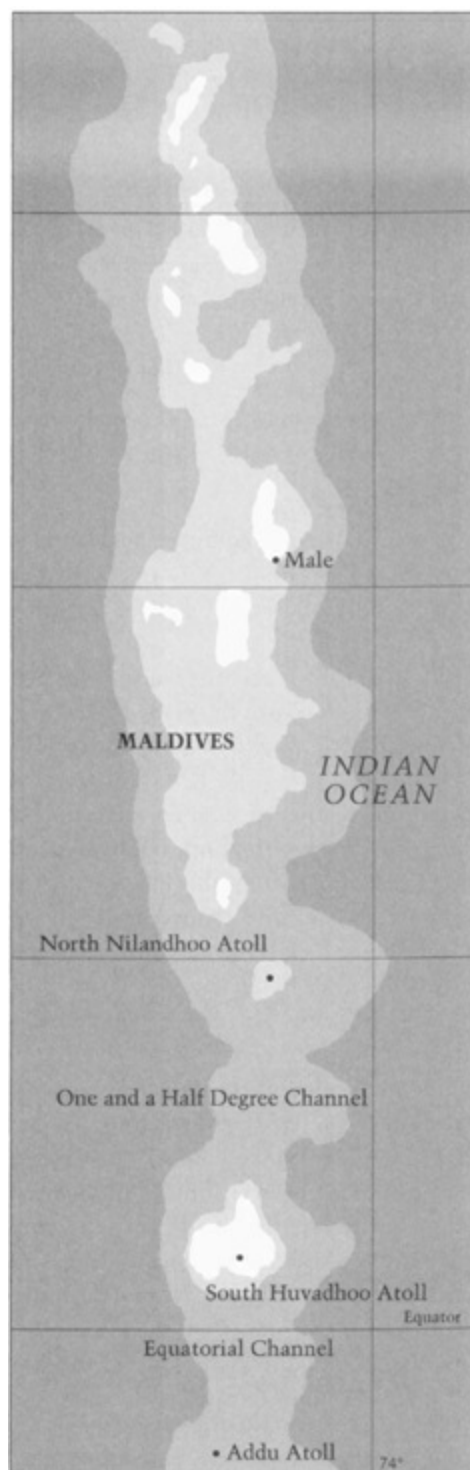 Male
MALDIVES
INDIAN
OCEAN
North Nilandhoo Atoll
One and a Half Degree Channel
South Huvadhoo Atoll
Equator
Equatorial Channel
Addu Atoll
74°